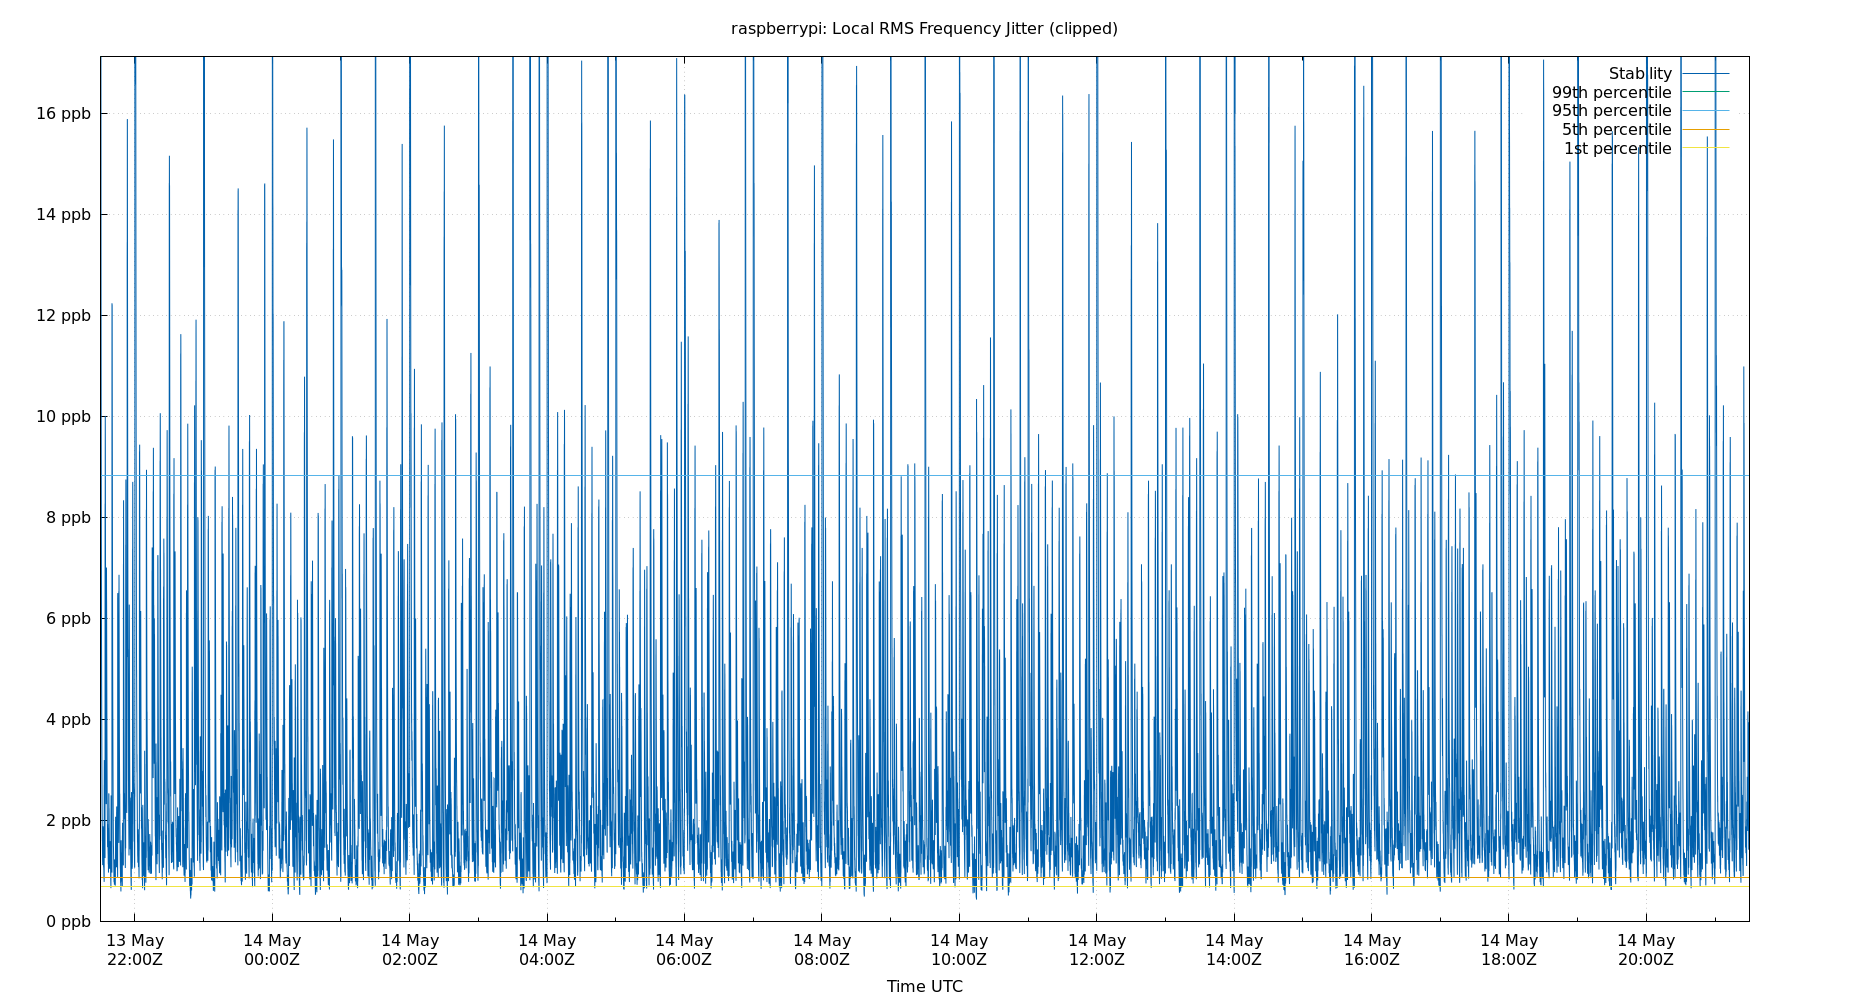 raspberrypi: Local RMS Frequency Jitter (clipped)
Stability
99th percentile
95th percentile
5th percentile
1st percentile
16 ppb
14 ppb
12 ppb
10 ppb
8 ppb
6 ppb
4 ppb
2 ppb
0 ppb
13 May 14 May 14 May 14 May 14 May 14 May 14 May 14 May 14 May 14 May 14 May 14 May
22:00Z 00:00Z 02:00Z 04:00Z 06:00Z 08:00Z 10:00Z 12:00Z 14:00Z 16:00Z 18:00Z 20:00Z
Time UTC